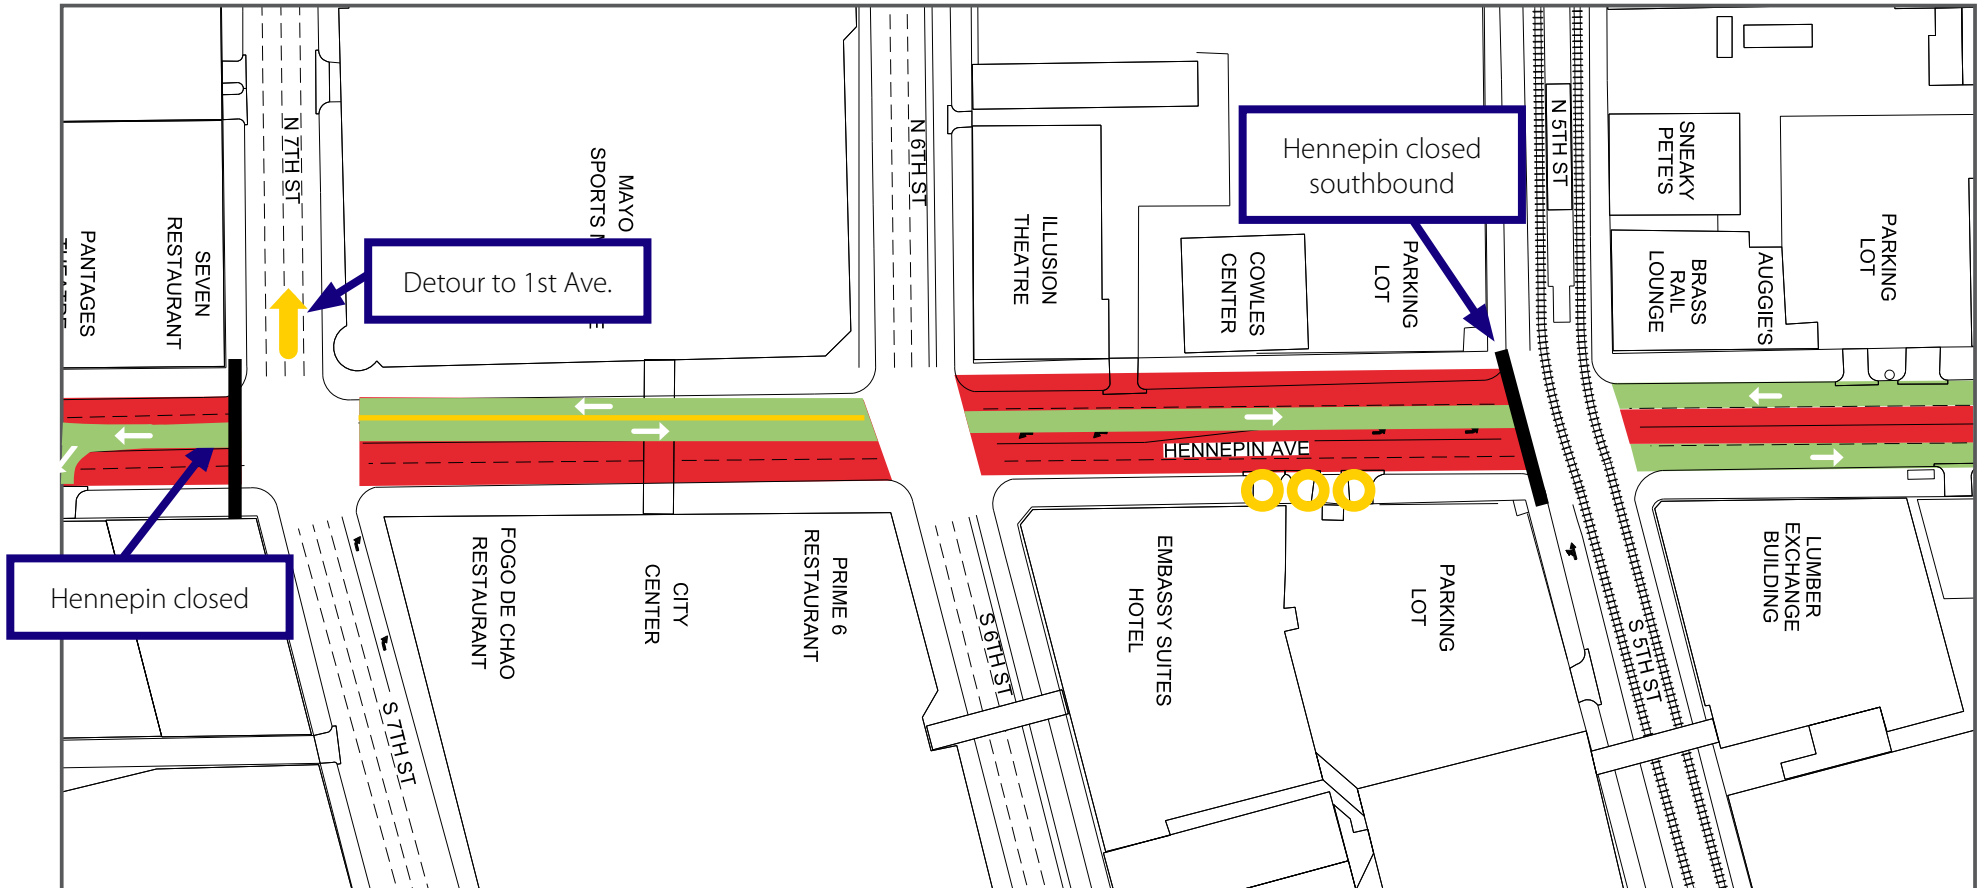 N 7TH ST
N 6TH ST
N 5TH ST
Hennepin closed
southbound
SNEAKY
PETE'S
PARKING
LOT
MAYO
SPORTS
SEVEN
RESTAURANT
PANTAGES
THEATRE
Detour to 1st Ave.
ILLUSION
THEATRE
COWLES
CENTER
PARKING
LOT
BRASS
RAIL
LOUNGE
AUGGIE'S
HENNEPIN AVE
Hennepin closed
FOGO DE CHAO
RESTAURANT
CITY
CENTER
PRIME 6
RESTAURANT
S 6TH ST
EMBASSY SUITES
HOTEL
PARKING
LOT
S 5TH ST
LUMBER
EXCHANGE
BUILDING
S 7TH ST